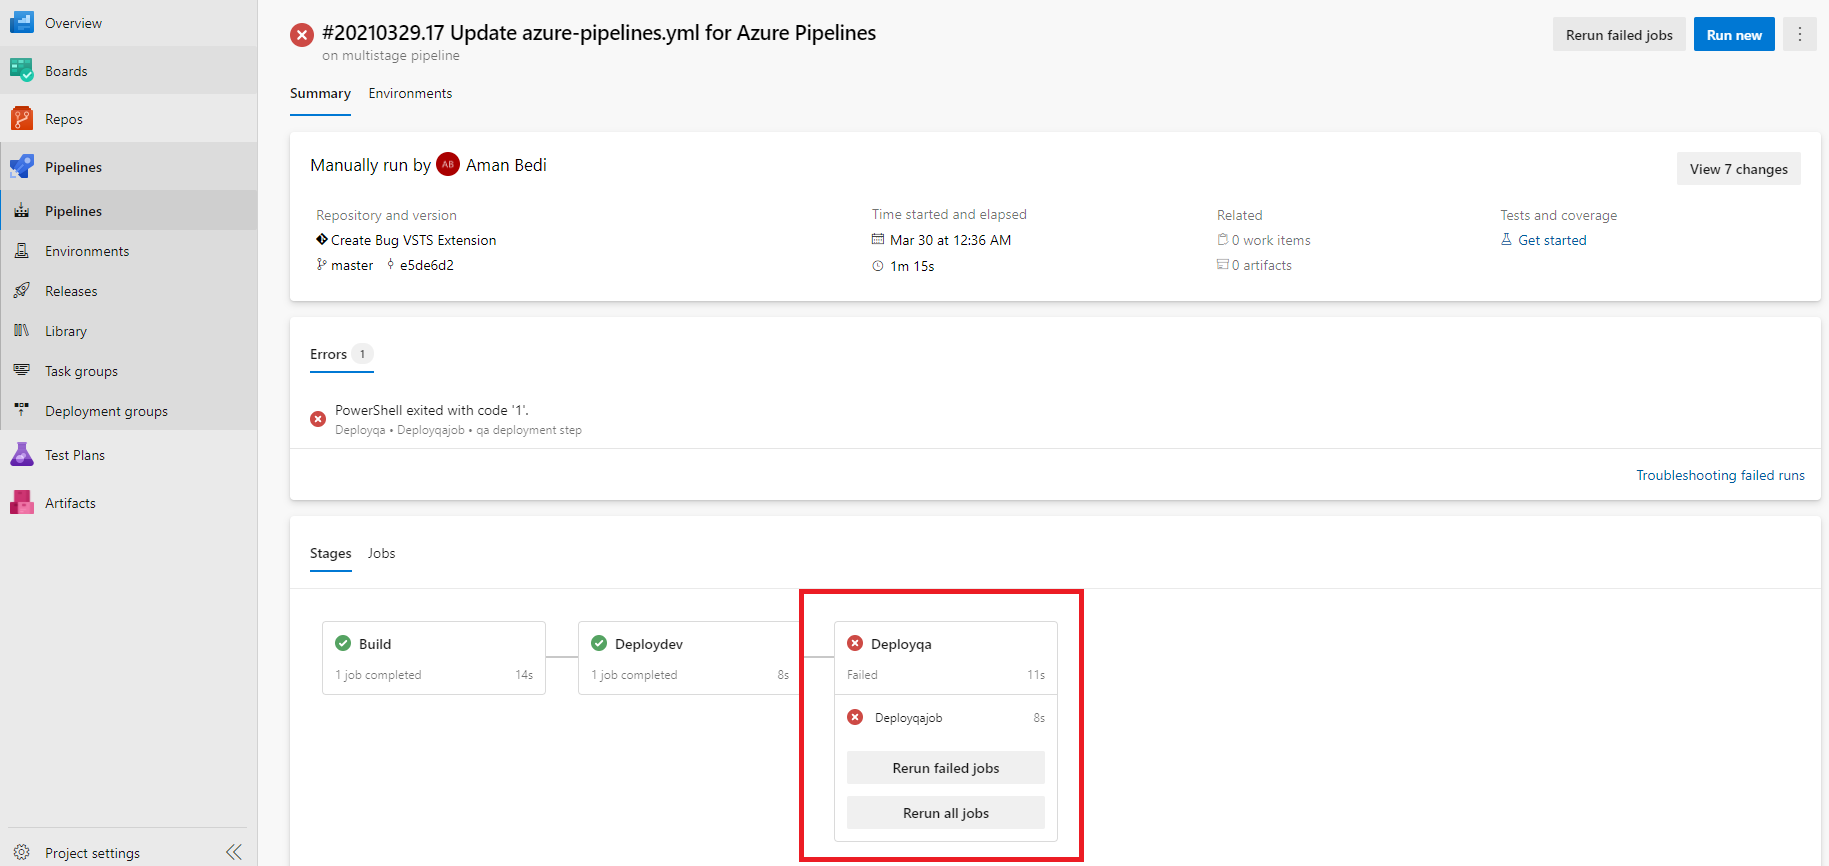 Overview
Boards
Repos
Pipelines
Pipelines
Environments
Releases
Library
Task groups
Deployment groups
Test Plans
Artifacts
Project settings
#20210329.17 Update azure-pipelines.yml for Azure Pipelines
on multistage pipeline
Rerun failed jobs
Run new
Summary
Environments
Manually run by AB Aman Bedi
View 7 changes
Repository and version
Create Bug VSTS Extension
master e5de6d2
Time started and elapsed
Mar 30 at 12:36 AM
1m 15s
Related
0 work items
0 artifacts
Tests and coverage
Get started
Errors 1
PowerShell exited with code '1'.
Deployqa • Deployqajob • qa deployment step
Troubleshooting failed runs
Stages
Jobs
Build
1 job completed 14s
Deploydev
1 job completed 8s
Deployqa
Failed 11s
Deployqajob 8s
Rerun failed jobs
Rerun all jobs